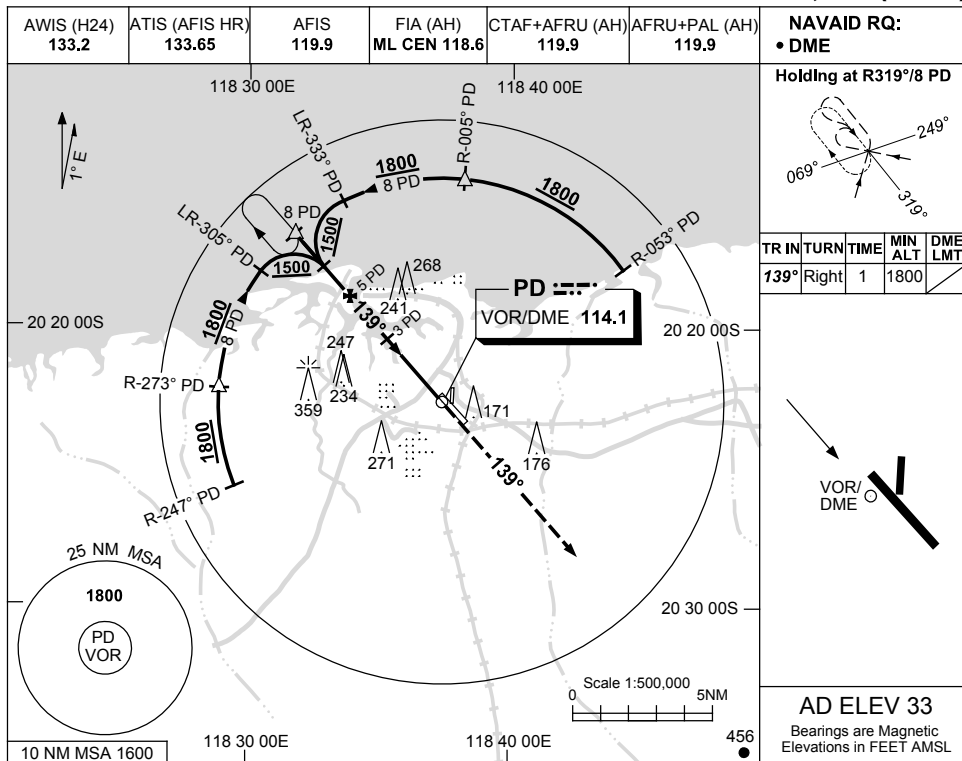 AWIS (H24)
133.2
ATIS (AFIS HR)
133.65
AFIS
119.9
FIA (AH)
ML CEN 118.6
CTAF+AFRU (AH)
119.9
AFRU+PAL (AH)
119.9
NAVAID RQ:
• DME
118 30 00E
118 40 00E
1° E
LR-333° PD
R-005° PD
1800
8 PD
1800
R-053° PD
8 PD
1500
LR-305° PD
1500
5 PD
268
241
PD
VOR/DME 114.1
20 20 00S
20 20 00S
1800
8 PD
139°
3 PD
247
234
R-273° PD
359
171
271
176
1800
139°
R-247° PD
25 NM MSA
1800
PD
VOR
20 30 00S
Scale 1:500,000
0
5NM
10 NM MSA 1600
118 30 00E
118 40 00E
456
Holding at R319°/8 PD
249°
069°
319°
TR IN
TURN
TIME
MIN ALT
DME LMT
139°
Right
1
1800
VOR/
DME
AD ELEV 33
Bearings are Magnetic
Elevations in FEET AMSL